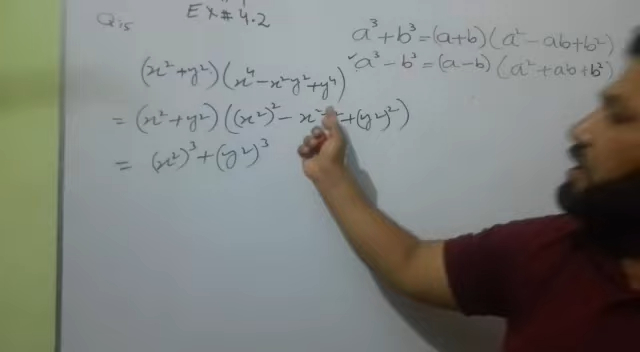 Q15 EX# 4.2
a³ + b³ = (a+b) (a² - ab + b²)
a³ - b³ = (a-b) (a² + ab + b²)
(x² + y²) (x⁴ - x²y² + y⁴)
= (x² + y²) ((x²)² - x² + (y²)²)
= (x²)³ + (y²)³